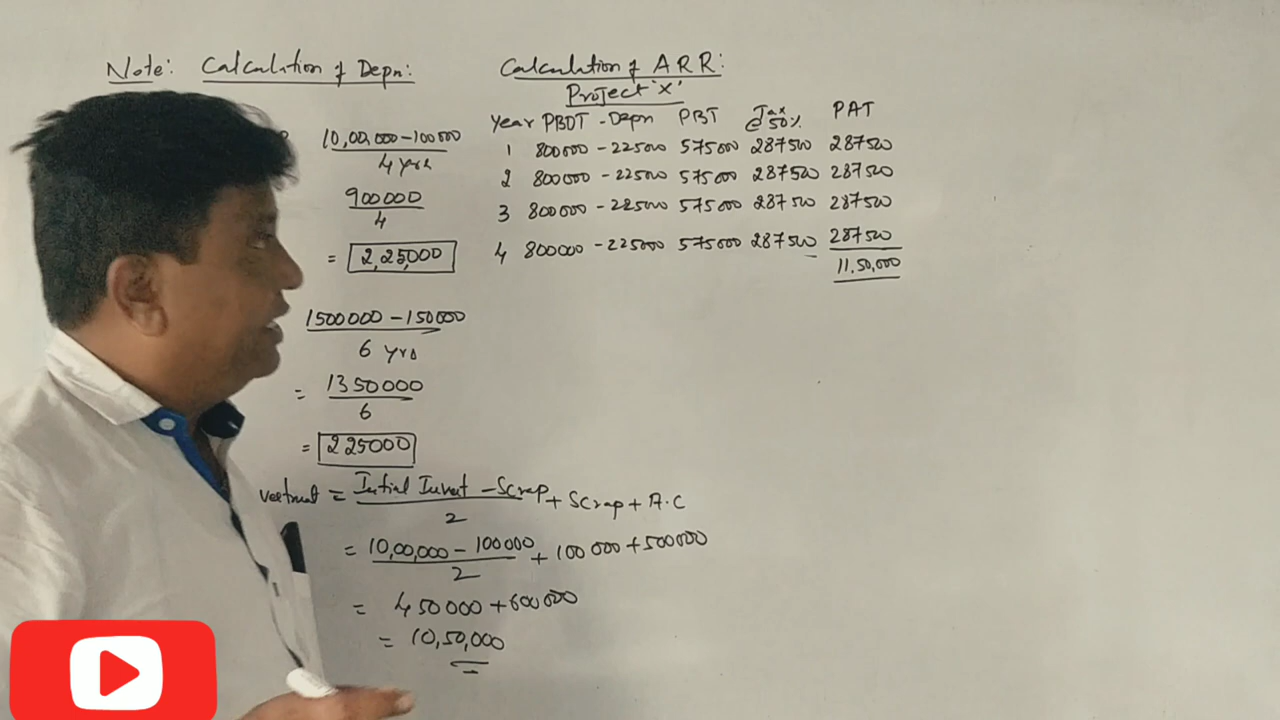 Note: Calculation of Depn:
10,00,000 - 100000
4 yrs
900000
4
= 2,25,000
1500000 - 150000
6 yrs
= 1350000
6
= 225000
vestment = Initial Invest - Scrap + Scrap + A.C
2
= 10,00,000 - 100000 + 100000 + 500000
2
= 450000 + 600000
= 10,50,000
Calculation of ARR:
Project 'X'
Year PBDT - Depn PBT Tax @ 50% PAT
1 800000 - 225000 575000 287500 287500
2 800000 - 225000 575000 287500 287500
3 800000 - 225000 575000 287500 287500
4 800000 - 225000 575000 287500 287500
11,50,000